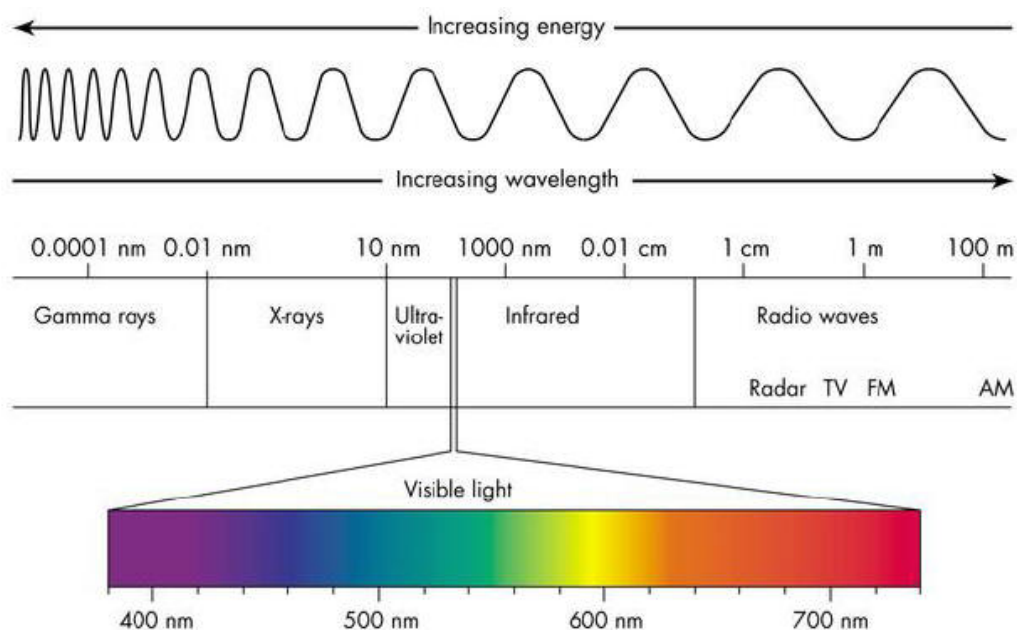 Increasing energy
Increasing wavelength
0.0001 nm 0.01 nm 10 nm 1000 nm 0.01 cm 1 cm 1 m 100 m
Gamma rays X-rays Ultra- Infrared Radio waves
violet
Radar TV FM AM
Visible light
400 nm 500 nm 600 nm 700 nm